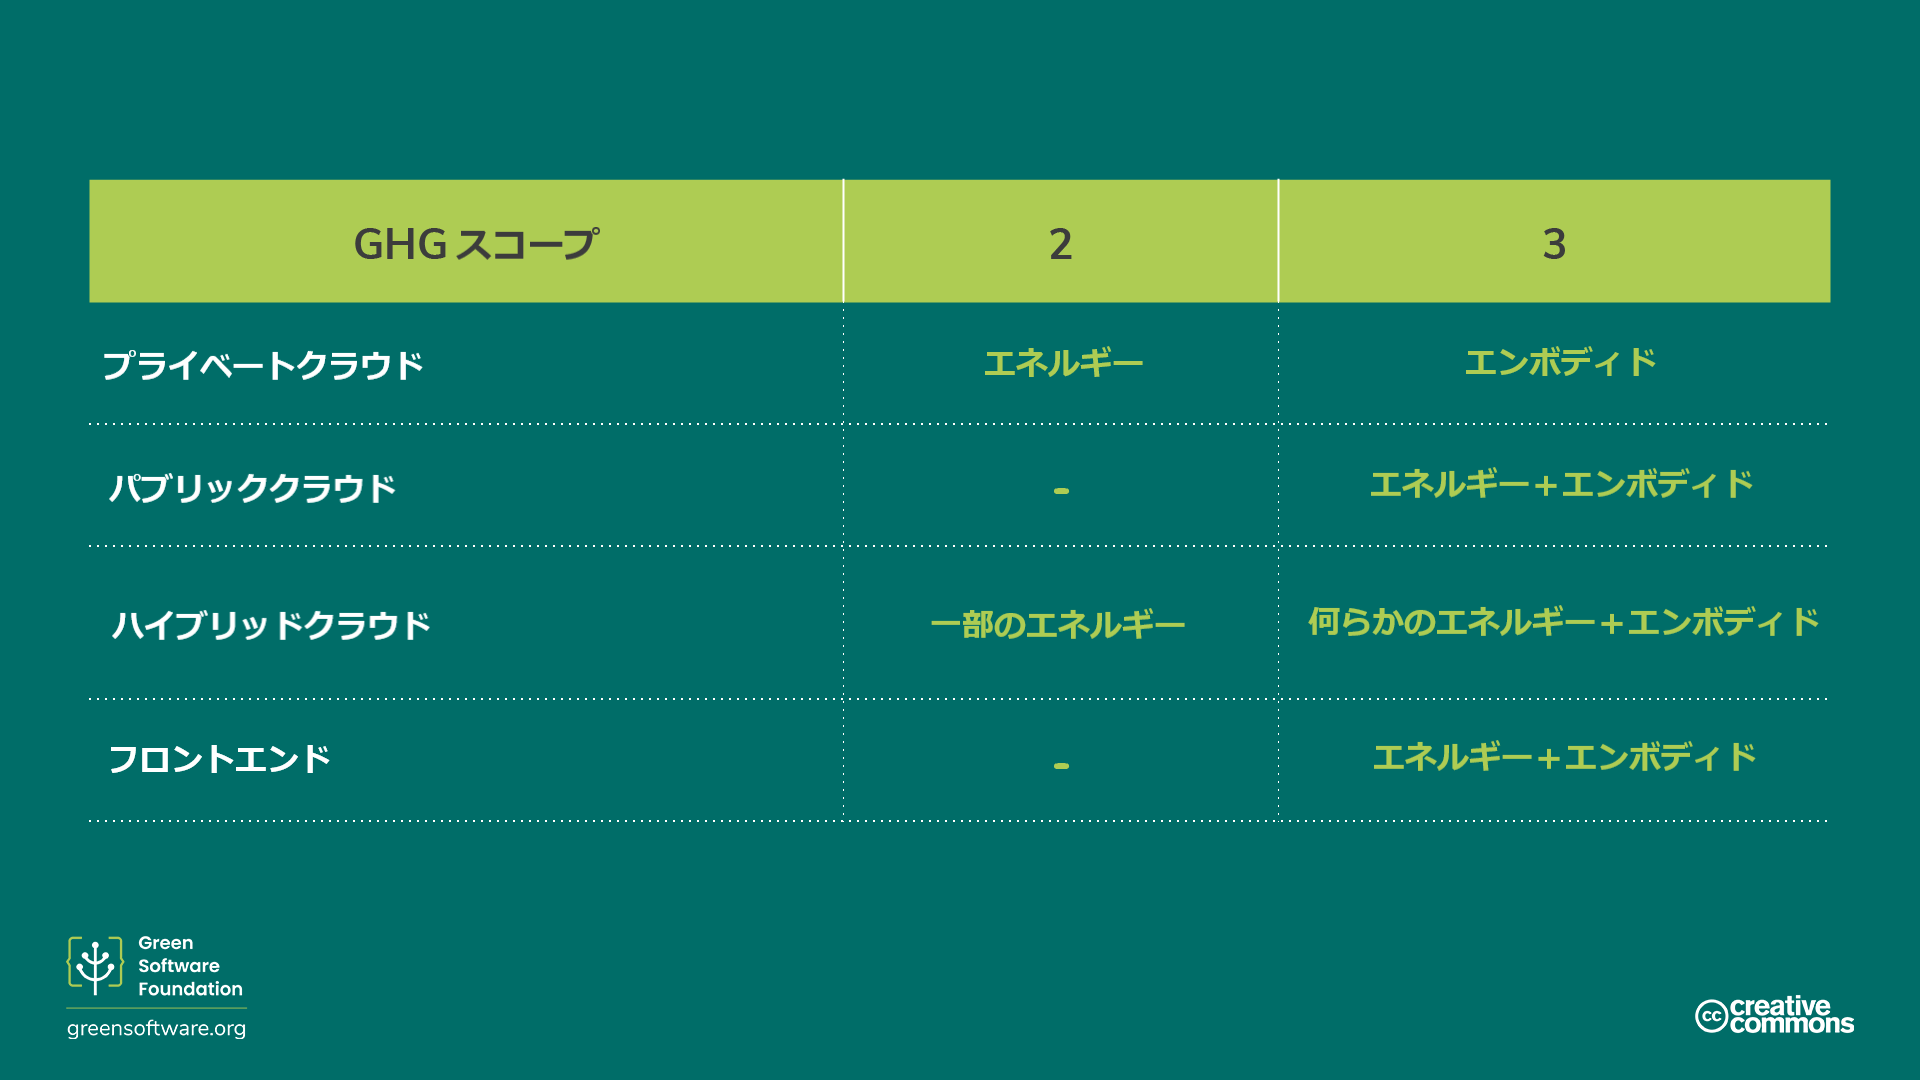 GHG スコープ 2 3
プライベートクラウド エネルギー エンボディド
パブリッククラウド - エネルギー＋エンボディド
ハイブリッドクラウド 一部のエネルギー 何らかのエネルギー＋エンボディド
フロントエンド - エネルギー＋エンボディド
Green
Software
Foundation
greensoftware.org
cc creative
commons